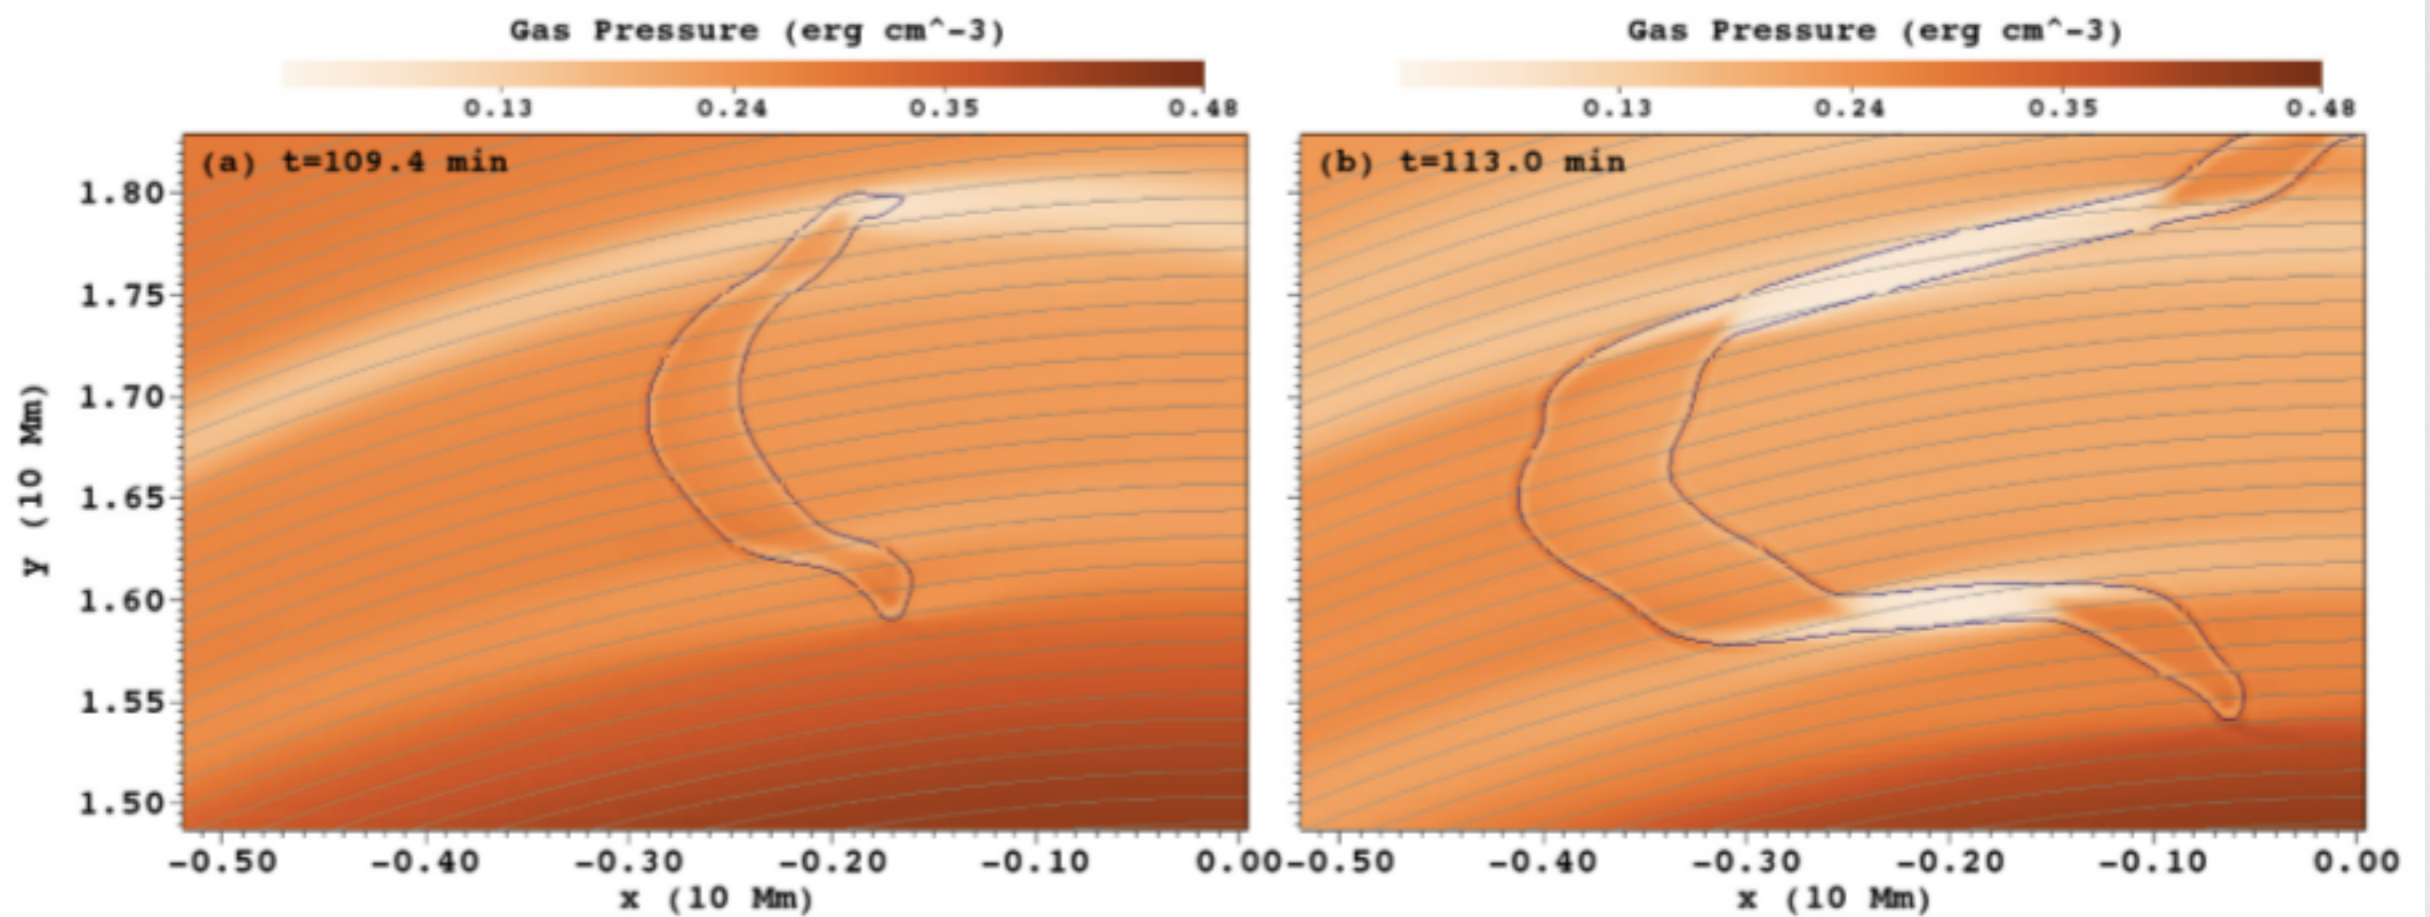 Gas Pressure (erg cm^-3)
0.13 0.24 0.35 0.48
(a) t=109.4 min
1.80
1.75
1.70
1.65
1.60
1.55
1.50
y (10 Mm)
-0.50 -0.40 -0.30 -0.20 -0.10 0.00
x (10 Mm)
Gas Pressure (erg cm^-3)
0.13 0.24 0.35 0.48
(b) t=113.0 min
-0.50 -0.40 -0.30 -0.20 -0.10 0.00
x (10 Mm)